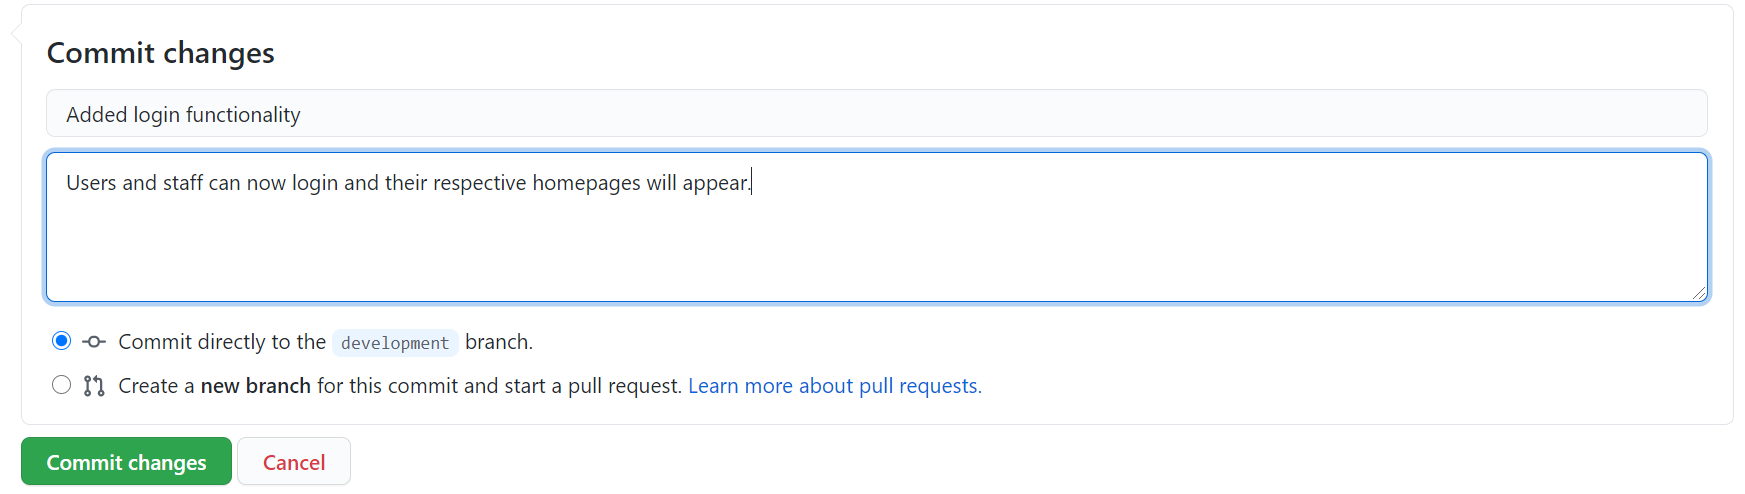 Commit changes
Added login functionality
Users and staff can now login and their respective homepages will appear.
Commit directly to the development branch.
Create a new branch for this commit and start a pull request. Learn more about pull requests.
Commit changes Cancel